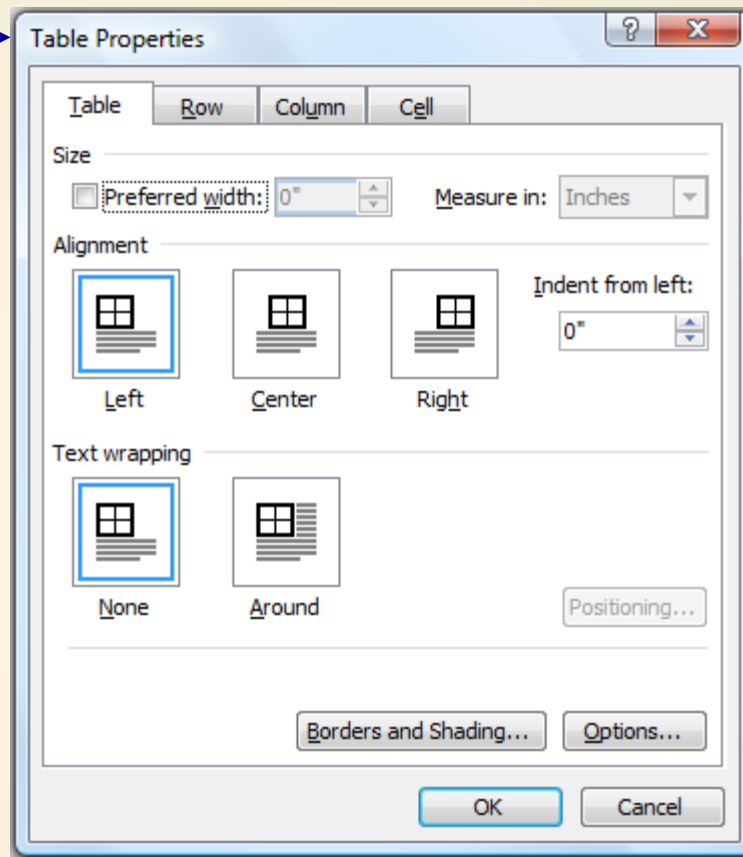 Table Properties
Table Row Column Cell
Size
Preferred width: 0" Measure in: Inches
Alignment
Indent from left:
0"
Left Center Right
Text wrapping
None Around
Positioning...
Borders and Shading... Options...
OK Cancel